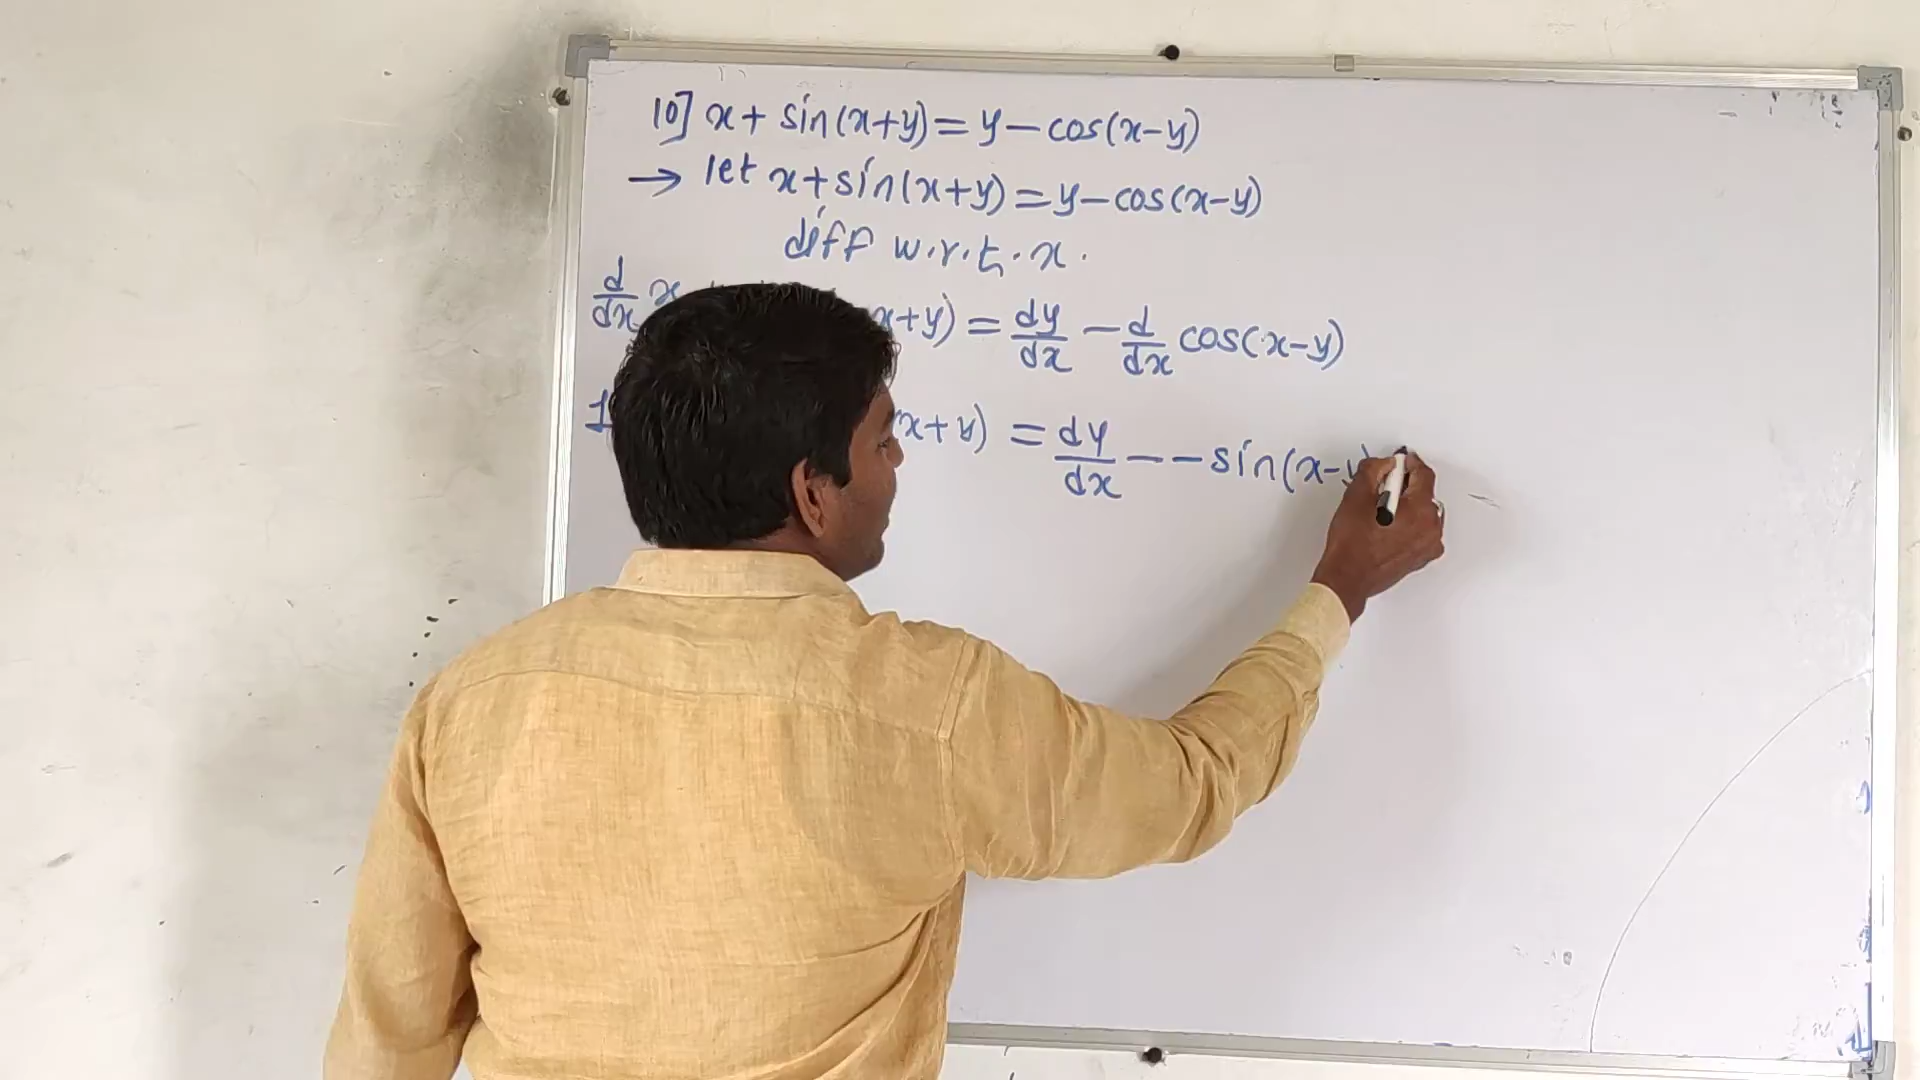 10] x + sin(x+y) = y - cos(x-y)
→ let x + sin(x+y) = y - cos(x-y)
diff w.r.t. x.
d/dx x x+y) = dy/dx - d/dx cos(x-y)
1 (x+y) = dy/dx - - sin(x-y)